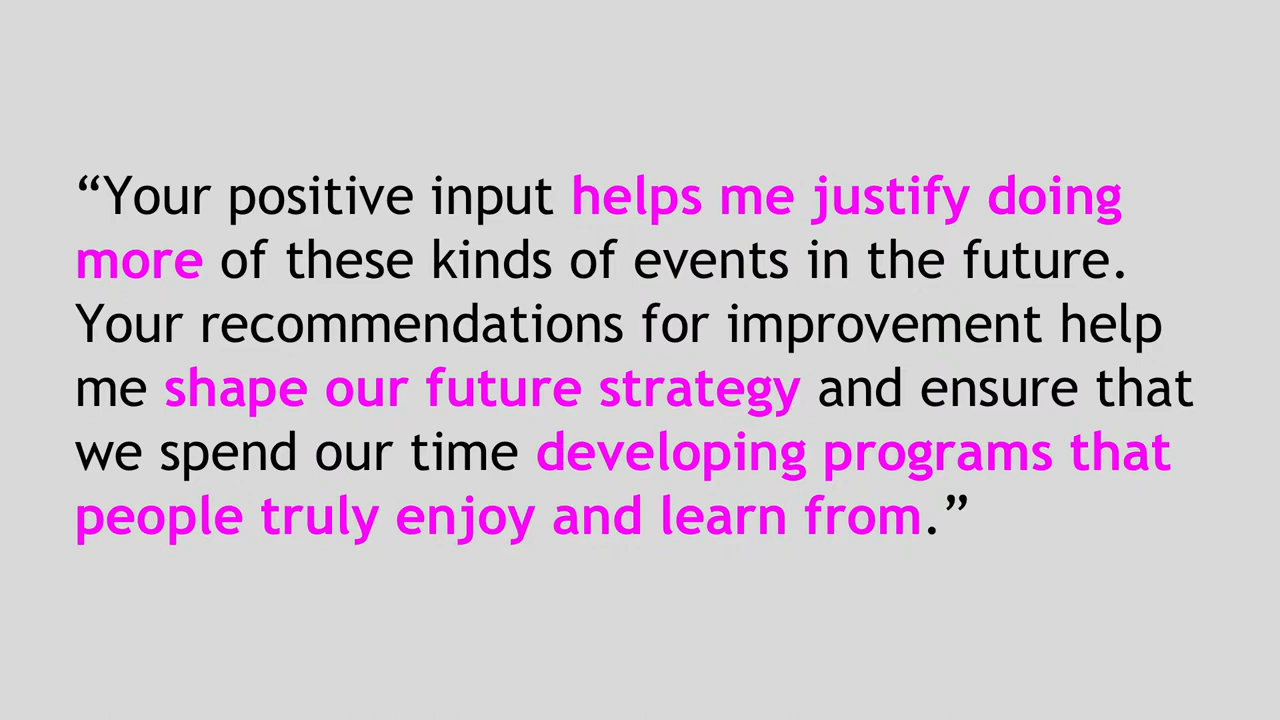 “Your positive input helps me justify doing
more of these kinds of events in the future.
Your recommendations for improvement help
me shape our future strategy and ensure that
we spend our time developing programs that
people truly enjoy and learn from.”